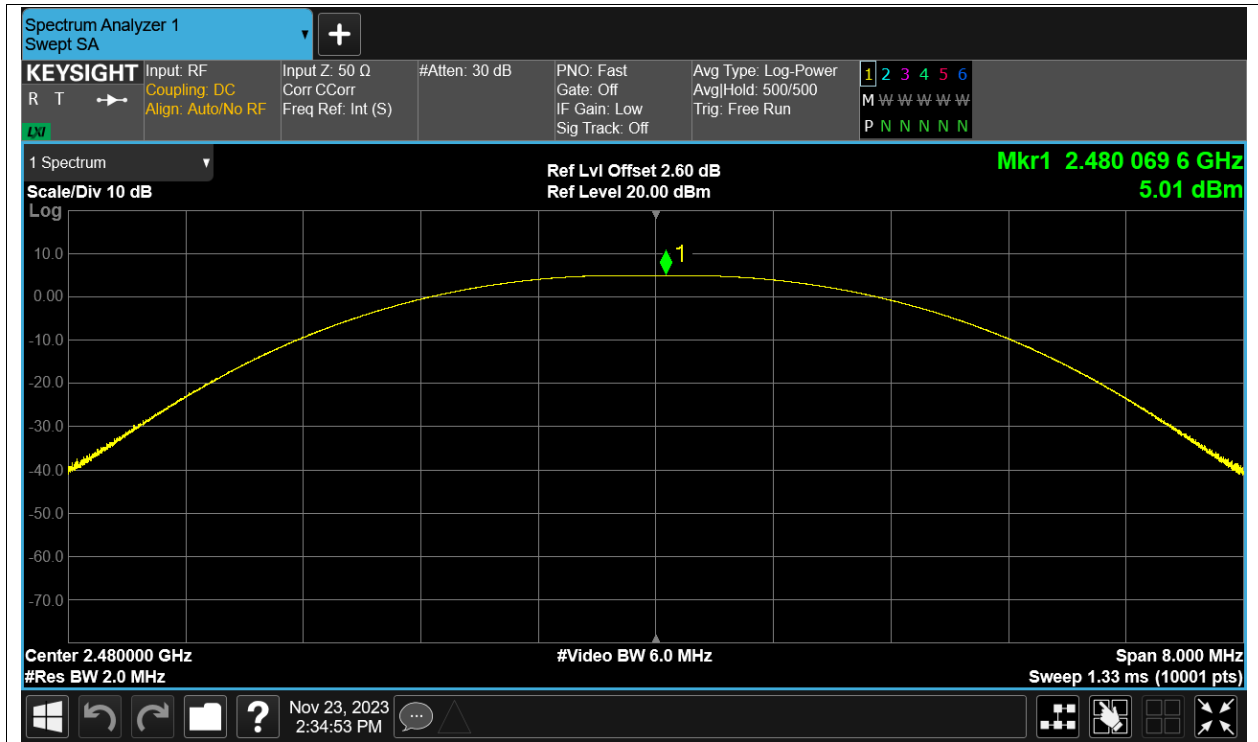 Spectrum Analyzer 1
Swept SA
KEYSIGHT
R T
LXI
Input: RF
Coupling: DC
Align: Auto/No RF
Input Z: 50 Ω
Corr CCorr
Freq Ref: Int (S)
#Atten: 30 dB
PNO: Fast
Gate: Off
IF Gain: Low
Sig Track: Off
Avg Type: Log-Power
Avg|Hold: 500/500
Trig: Free Run
1 2 3 4 5 6
M W W W W W
P N N N N N
1 Spectrum
Scale/Div 10 dB
Ref Lvl Offset 2.60 dB
Ref Level 20.00 dBm
Mkr1 2.480 069 6 GHz
5.01 dBm
Log
1
10.0
0.00
-10.0
-20.0
-30.0
-40.0
-50.0
-60.0
-70.0
Center 2.480000 GHz
#Res BW 2.0 MHz
#Video BW 6.0 MHz
Span 8.000 MHz
Sweep 1.33 ms (10001 pts)
?
Nov 23, 2023
2:34:53 PM